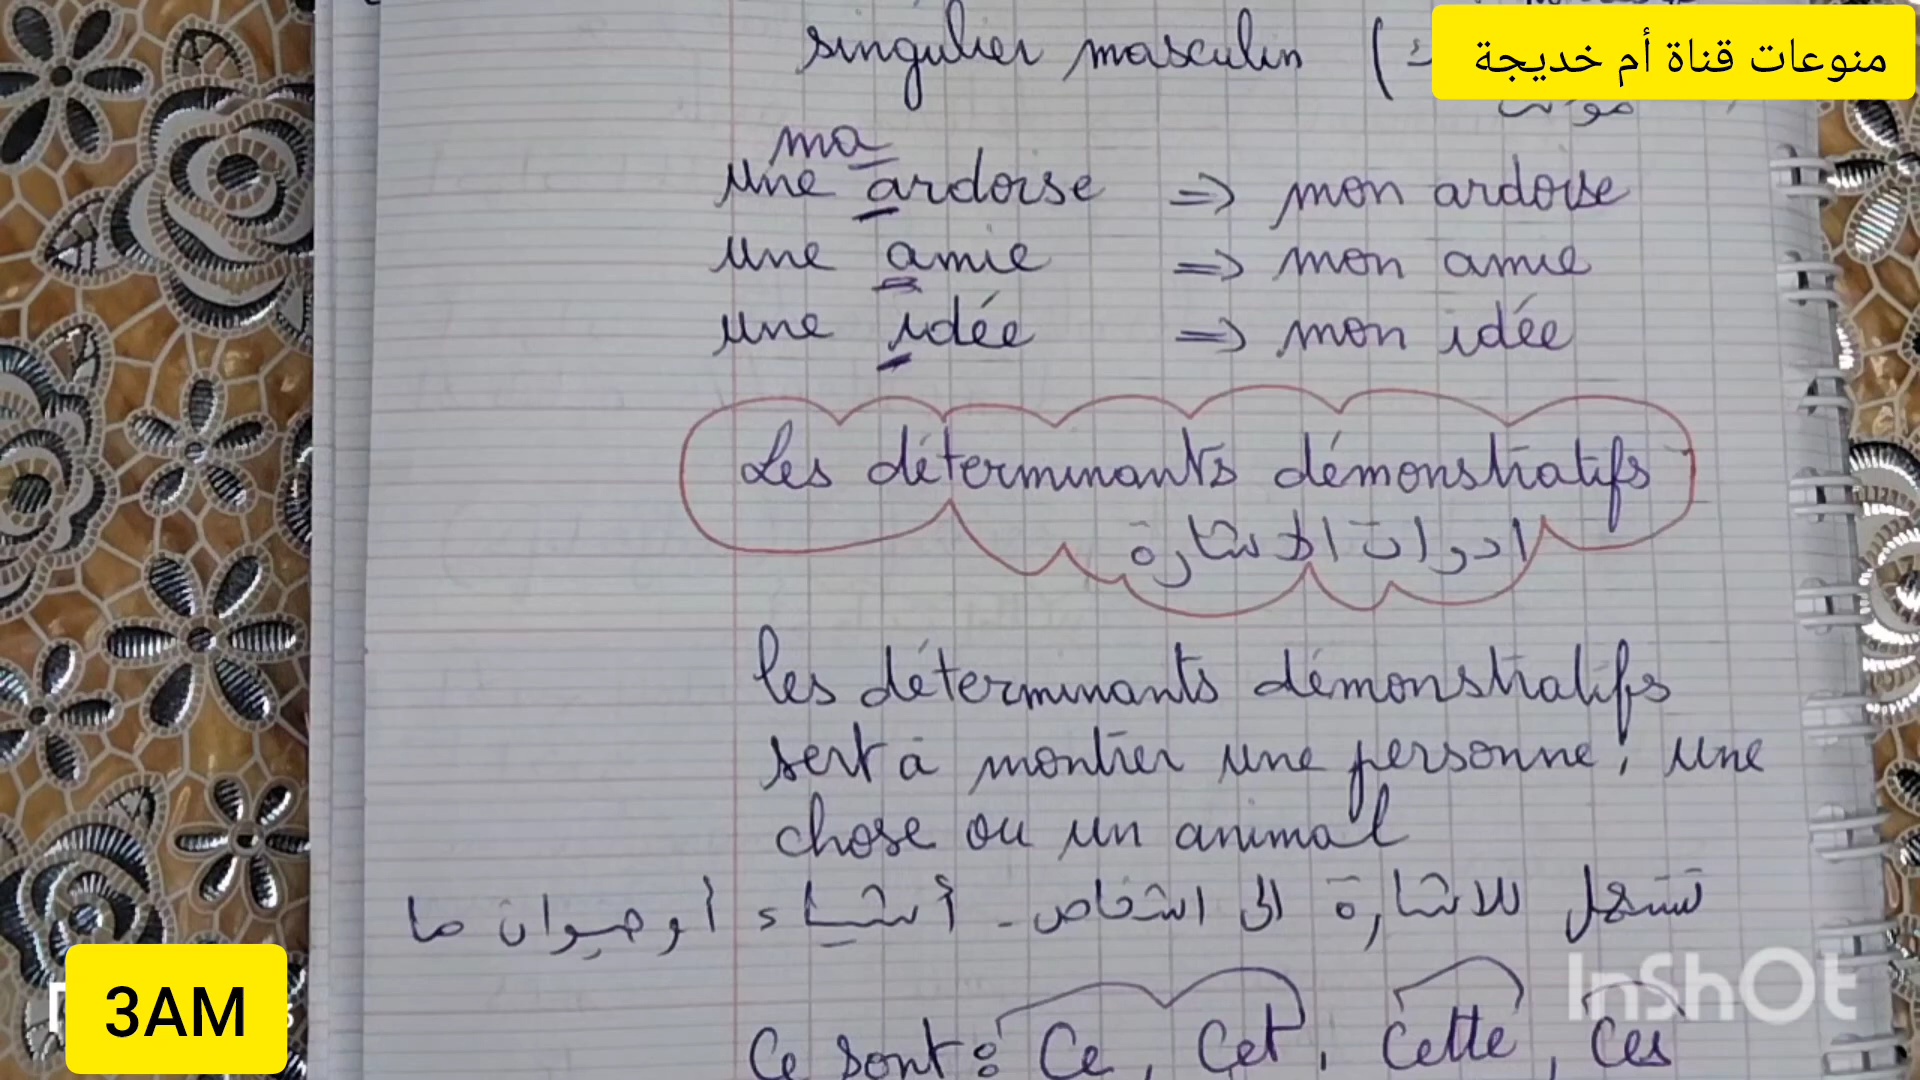 singulier masculin (
منوعات قناة أم خديجة
مؤنث
ma
une ardoise => mon ardoise
une amie => mon amie
une idée => mon idée
Les déterminants démonstratifs
ادوات الاشارة
les déterminants démonstratifs
sert à montrer une personne, une
chose ou un animal
تستعمل للاشارة الى اشخاص - أشياء أو حيوان ما
Ce sont : Ce, Cet, Cette, Ces
3AM
InShOt